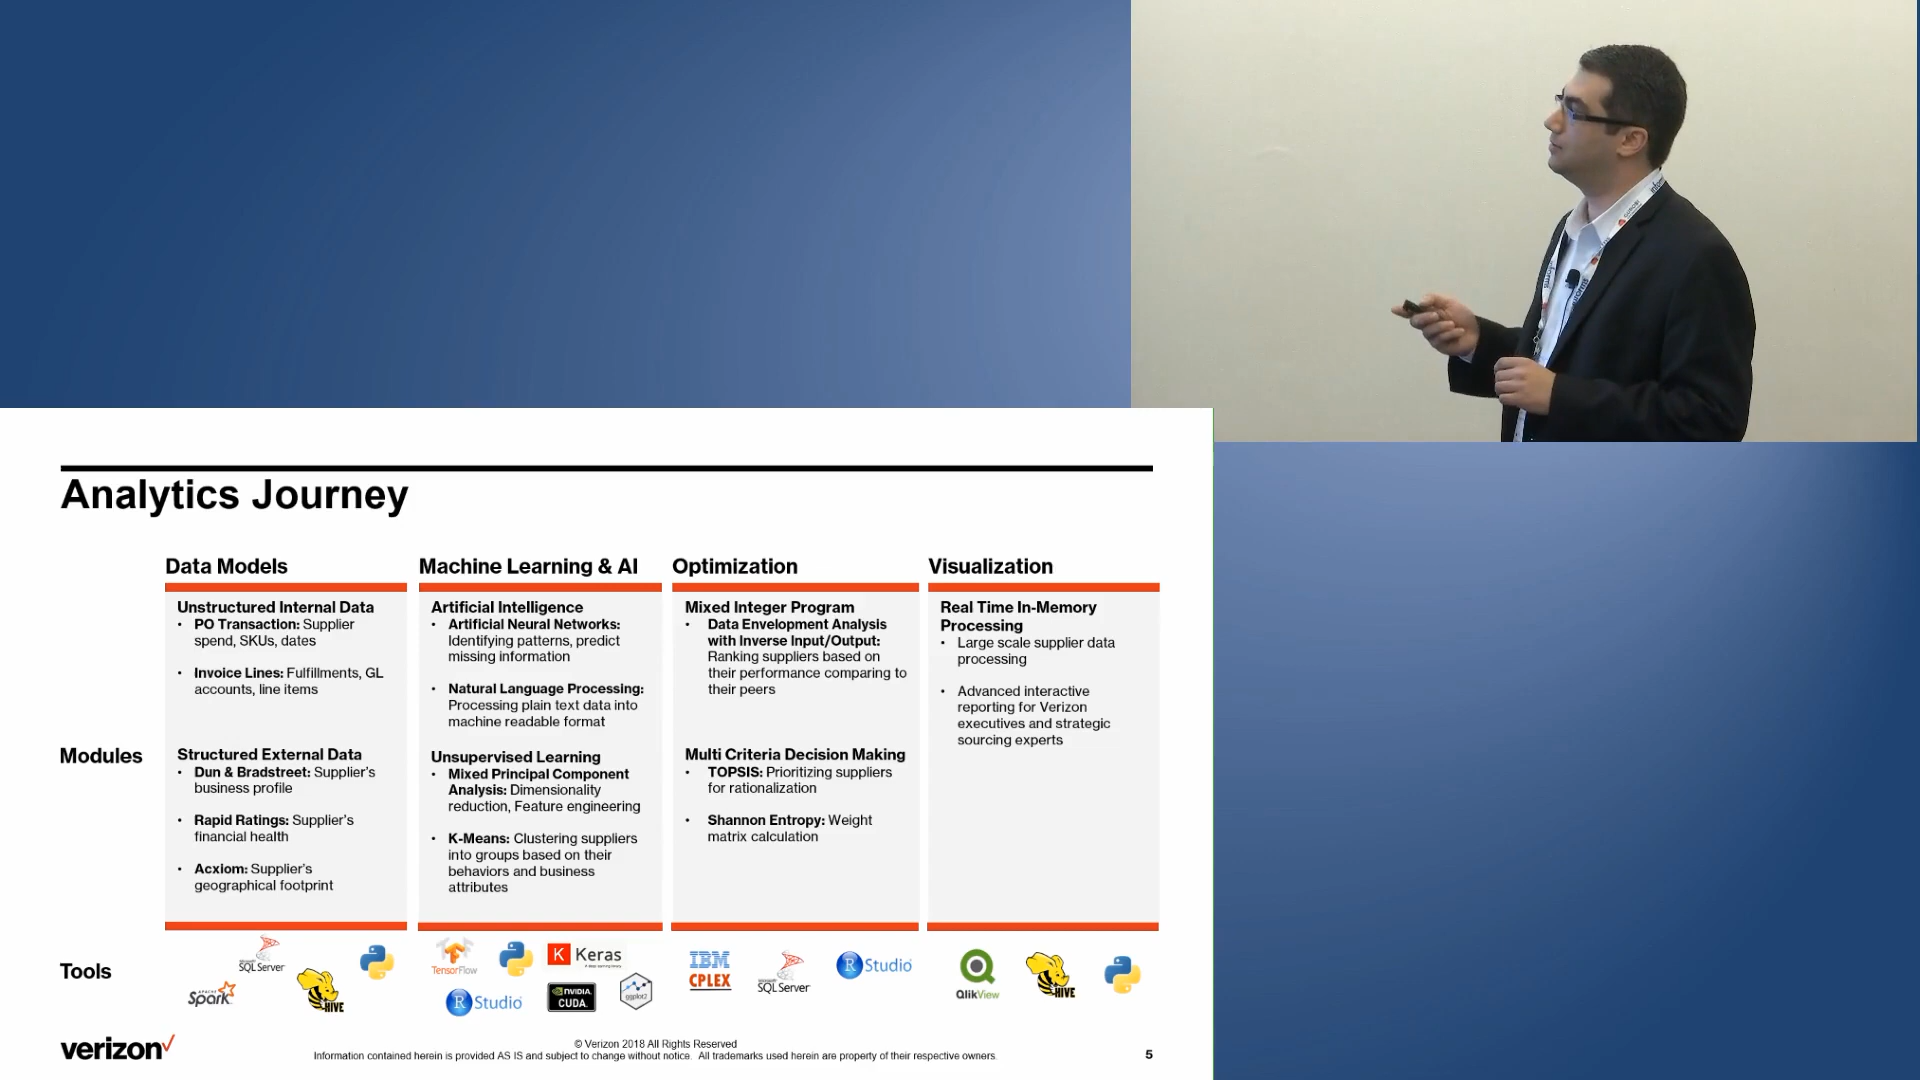 Analytics Journey
Data Models
Machine Learning & AI
Optimization
Visualization
Modules
Unstructured Internal Data
• PO Transaction: Supplier
spend, SKUs, dates
• Invoice Lines: Fulfillments, GL
accounts, line items
Structured External Data
• Dun & Bradstreet: Supplier's
business profile
• Rapid Ratings: Supplier's
financial health
• Acxiom: Supplier's
geographical footprint
Artificial Intelligence
• Artificial Neural Networks:
Identifying patterns, predict
missing information
• Natural Language Processing:
Processing plain text data into
machine readable format
Unsupervised Learning
• Mixed Principal Component
Analysis: Dimensionality
reduction, Feature engineering
• K-Means: Clustering suppliers
into groups based on their
behaviors and business
attributes
Mixed Integer Program
• Data Envelopment Analysis
with Inverse Input/Output:
Ranking suppliers based on
their performance comparing to
their peers
Multi Criteria Decision Making
• TOPSIS: Prioritizing suppliers
for rationalization
• Shannon Entropy: Weight
matrix calculation
Real Time In-Memory
Processing
• Large scale supplier data
processing
• Advanced interactive
reporting for Verizon
executives and strategic
sourcing experts
Tools
SQL Server
APACHE
Spark
HIVE
TensorFlow
K Keras
R Studio
NVIDIA
CUDA.
ggplot2
IBM
CPLEX
SQL Server
R Studio
QlikView
HIVE
verizon
© Verizon 2018 All Rights Reserved
Information contained herein is provided AS IS and subject to change without notice. All trademarks used herein are property of their respective owners.
5